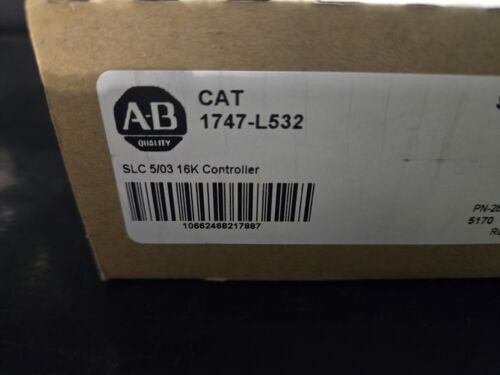 A-B
QUALITY
CAT
1747-L532
SLC 5/03 16K Controller
10662468217887
5170